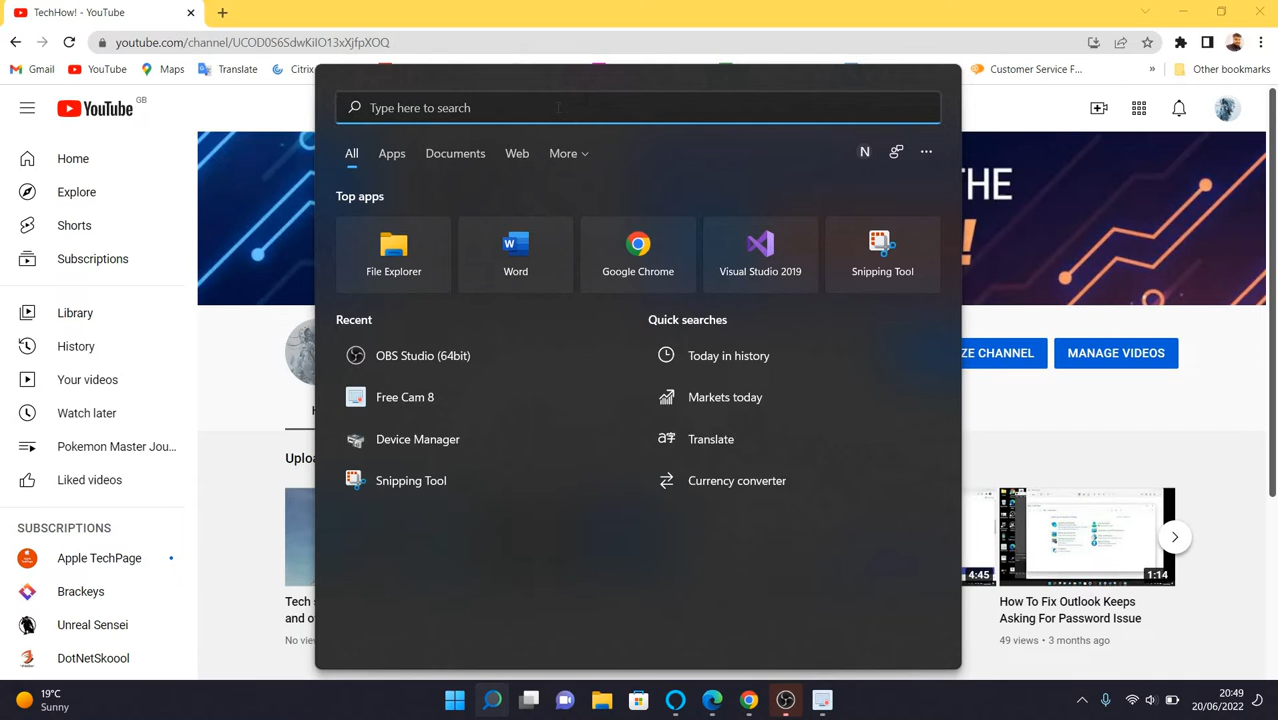 TechHow! - YouTube
youtube.com/channel/UCOD0S6SdwKiIO13xXjfpXOQ
Gmail
YouTube
Maps
Translate
Citrix
Customer Service F...
»
Other bookmarks
YouTube GB
Home
Explore
Shorts
Subscriptions
Library
History
Your videos
Watch later
Pokemon Master Jou...
Liked videos
SUBSCRIPTIONS
Apple TechPage
Brackeys
Unreal Sensei
DotNetSkoool
Type here to search
All Apps Documents Web More
N
Top apps
File Explorer
Word
Google Chrome
Visual Studio 2019
Snipping Tool
Recent
OBS Studio (64bit)
Free Cam 8
Device Manager
Snipping Tool
Quick searches
Today in history
Markets today
Translate
Currency converter
THE
ZE CHANNEL
MANAGE VIDEOS
H
Uploa
Tech s
and o
No vie
4:45
1:14
How To Fix Outlook Keeps
Asking For Password Issue
49 views • 3 months ago
19°C
Sunny
20:49
20/06/2022